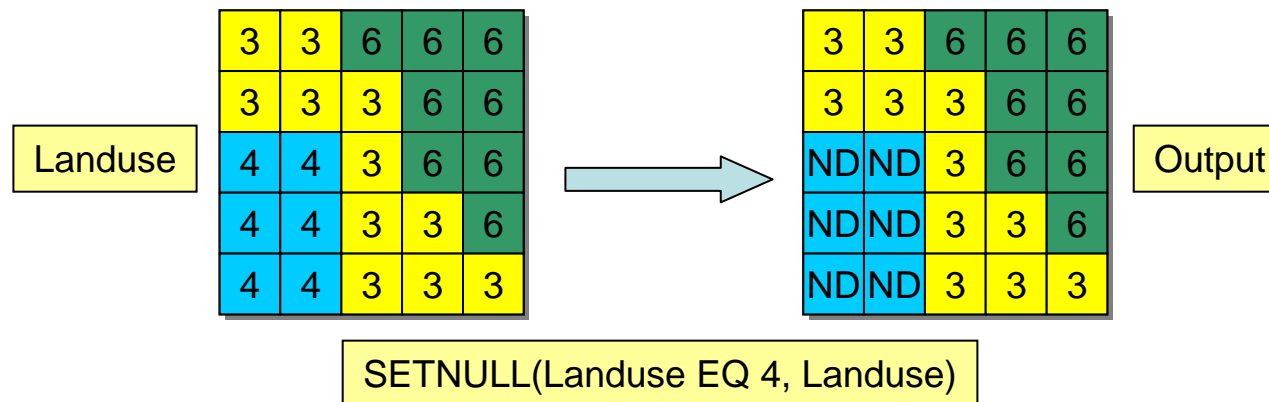 3 3 6 6 6 3 3 6 6 6
3 3 3 6 6 3 3 3 6 6
Landuse 4 4 3 6 6 ND ND 3 6 6 Output
4 4 3 3 6 ND ND 3 3 6
4 4 3 3 3 ND ND 3 3 3
SETNULL(Landuse EQ 4, Landuse)